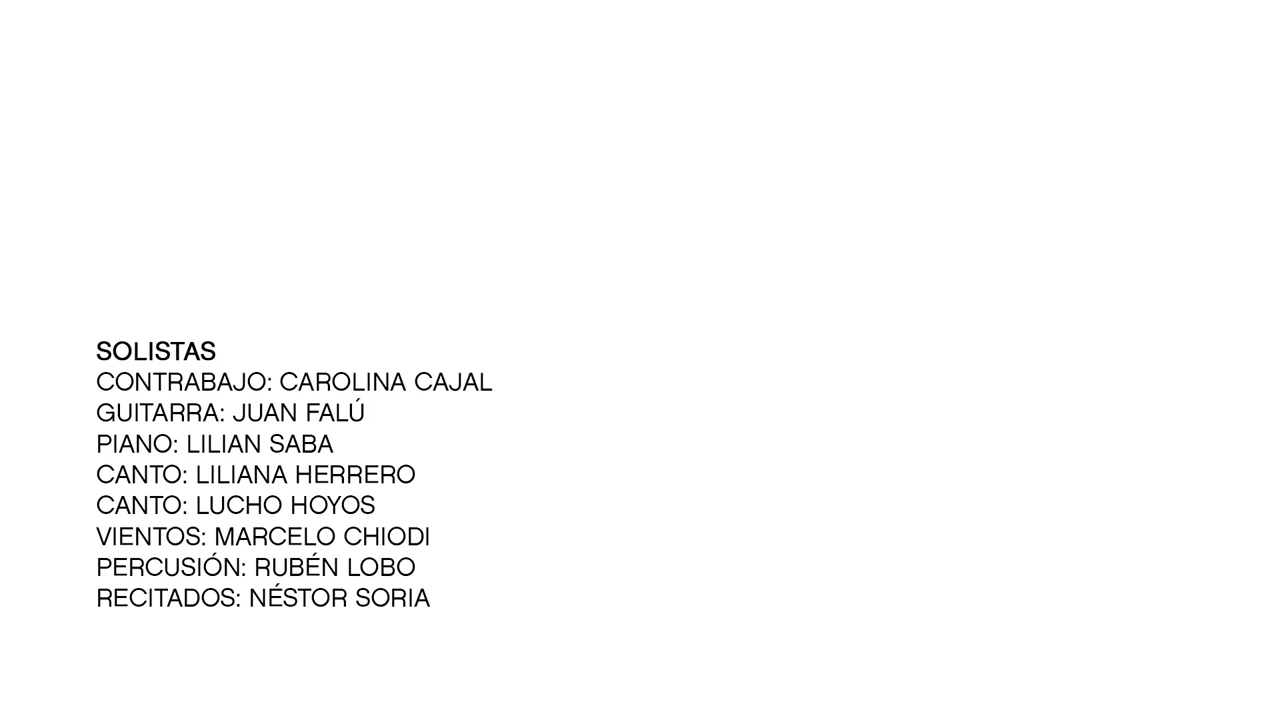 SOLISTAS
CONTRABAJO: CAROLINA CAJAL
GUITARRA: JUAN FALÚ
PIANO: LILIAN SABA
CANTO: LILIANA HERRERO
CANTO: LUCHO HOYOS
VIENTOS: MARCELO CHIODI
PERCUSIÓN: RUBÉN LOBO
RECITADOS: NÉSTOR SORIA